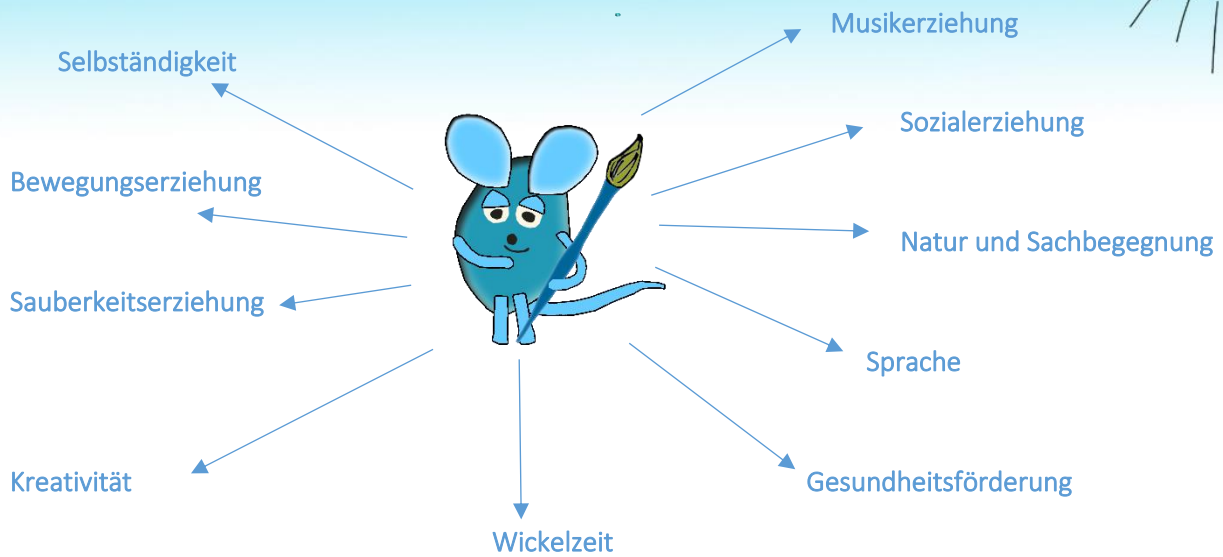 Musikerziehung
Selbständigkeit
Sozialerziehung
Bewegungserziehung
Natur und Sachbegegnung
Sauberkeitserziehung
Sprache
Kreativität
Gesundheitsförderung
Wickelzeit